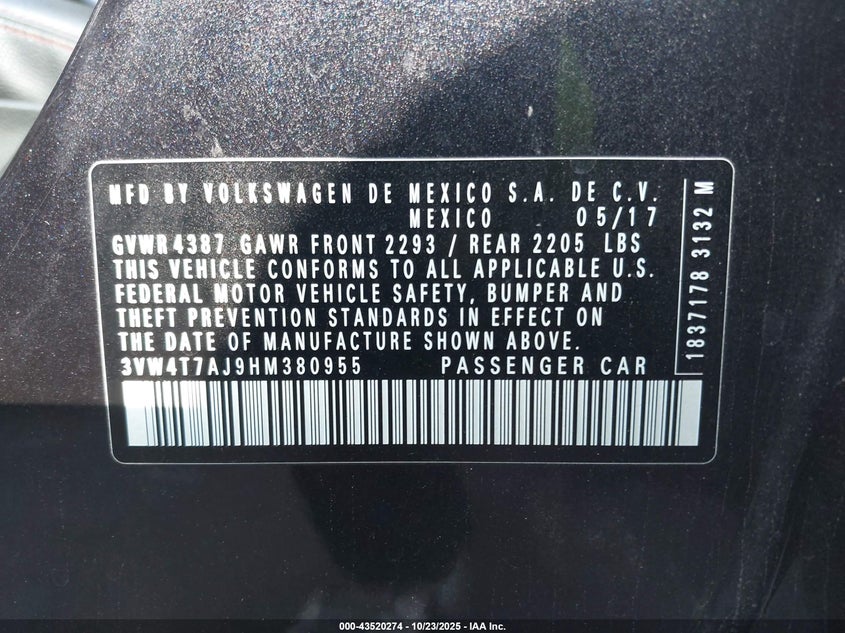 MFD BY VOLKSWAGEN DE MEXICO S.A. DE C.V.
MEXICO 05/17
GVWR 4387 GAWR FRONT 2293 / REAR 2205 LBS
THIS VEHICLE CONFORMS TO ALL APPLICABLE U.S.
FEDERAL MOTOR VEHICLE SAFETY, BUMPER AND
THEFT PREVENTION STANDARDS IN EFFECT ON
THE DATE OF MANUFACTURE SHOWN ABOVE.
3VW4T7AJ9HM380955 PASSENGER CAR
1837178 3132 M
000-43520274 - 10/23/2025 - IAA Inc.